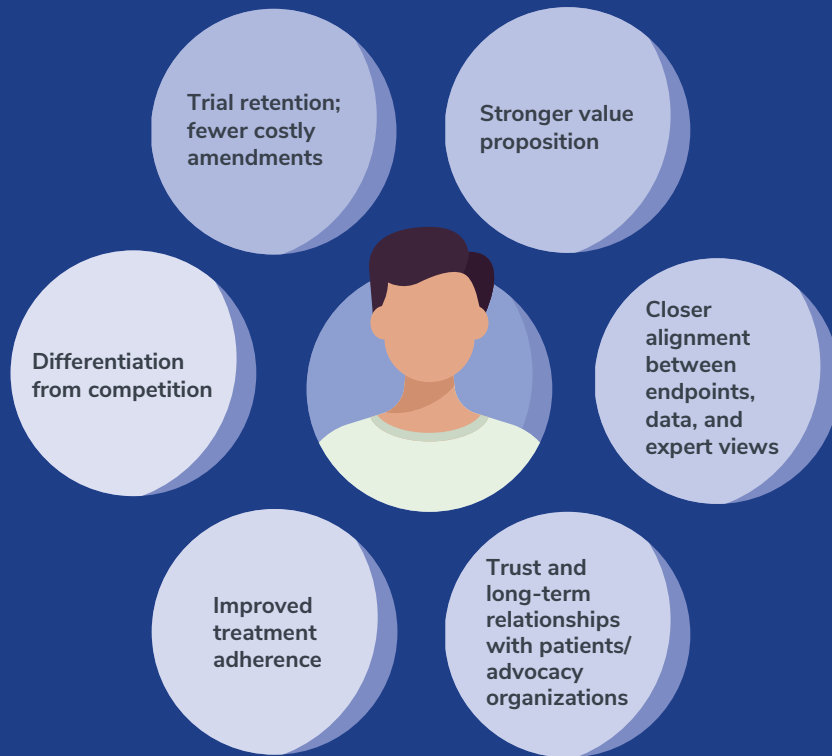 Trial retention;
fewer costly
amendments
Stronger value
proposition
Differentiation
from competition
Closer
alignment
between
endpoints,
data, and
expert views
Improved
treatment
adherence
Trust and
long-term
relationships
with patients/
advocacy
organizations